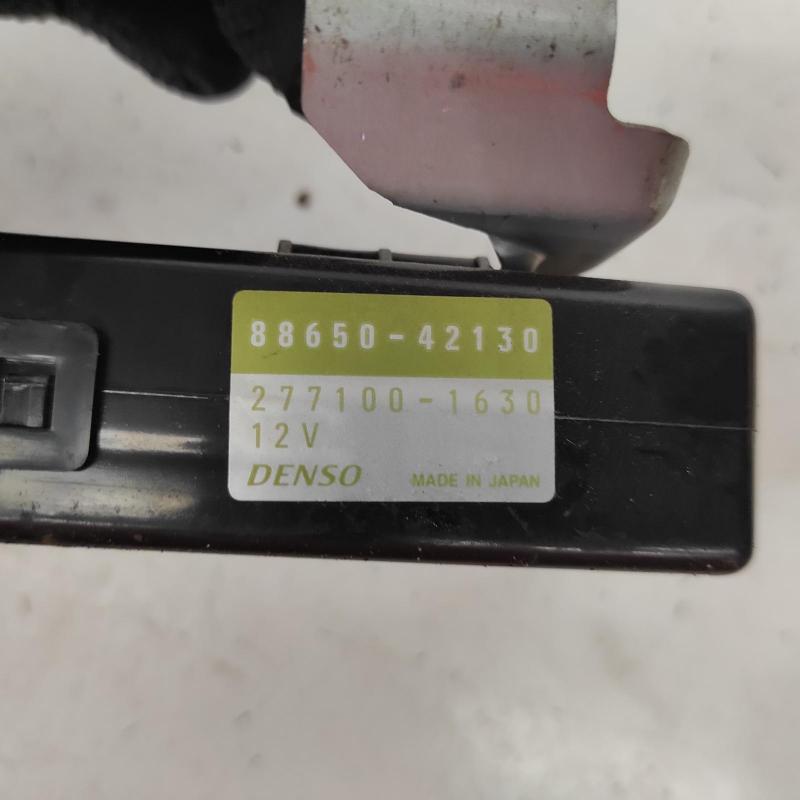 88650-42130
277100-1630
12V
DENSO MADE IN JAPAN